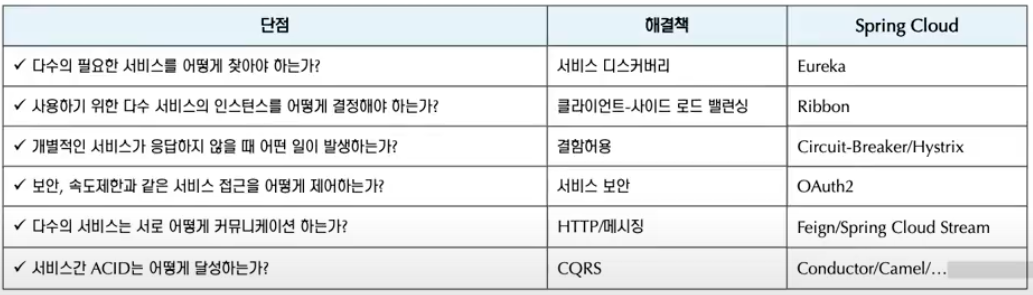 단점 해결책 Spring Cloud
✓ 다수의 필요한 서비스를 어떻게 찾아야 하는가? 서비스 디스커버리 Eureka
✓ 사용하기 위한 다수 서비스의 인스턴스를 어떻게 결정해야 하는가? 클라이언트-사이드 로드 밸런싱 Ribbon
✓ 개별적인 서비스가 응답하지 않을 때 어떤 일이 발생하는가? 결함허용 Circuit-Breaker/Hystrix
✓ 보안, 속도제한과 같은 서비스 접근을 어떻게 제어하는가? 서비스 보안 OAuth2
✓ 다수의 서비스는 서로 어떻게 커뮤니케이션 하는가? HTTP/메시징 Feign/Spring Cloud Stream
✓ 서비스간 ACID는 어떻게 달성하는가? CQRS Conductor/Camel/…